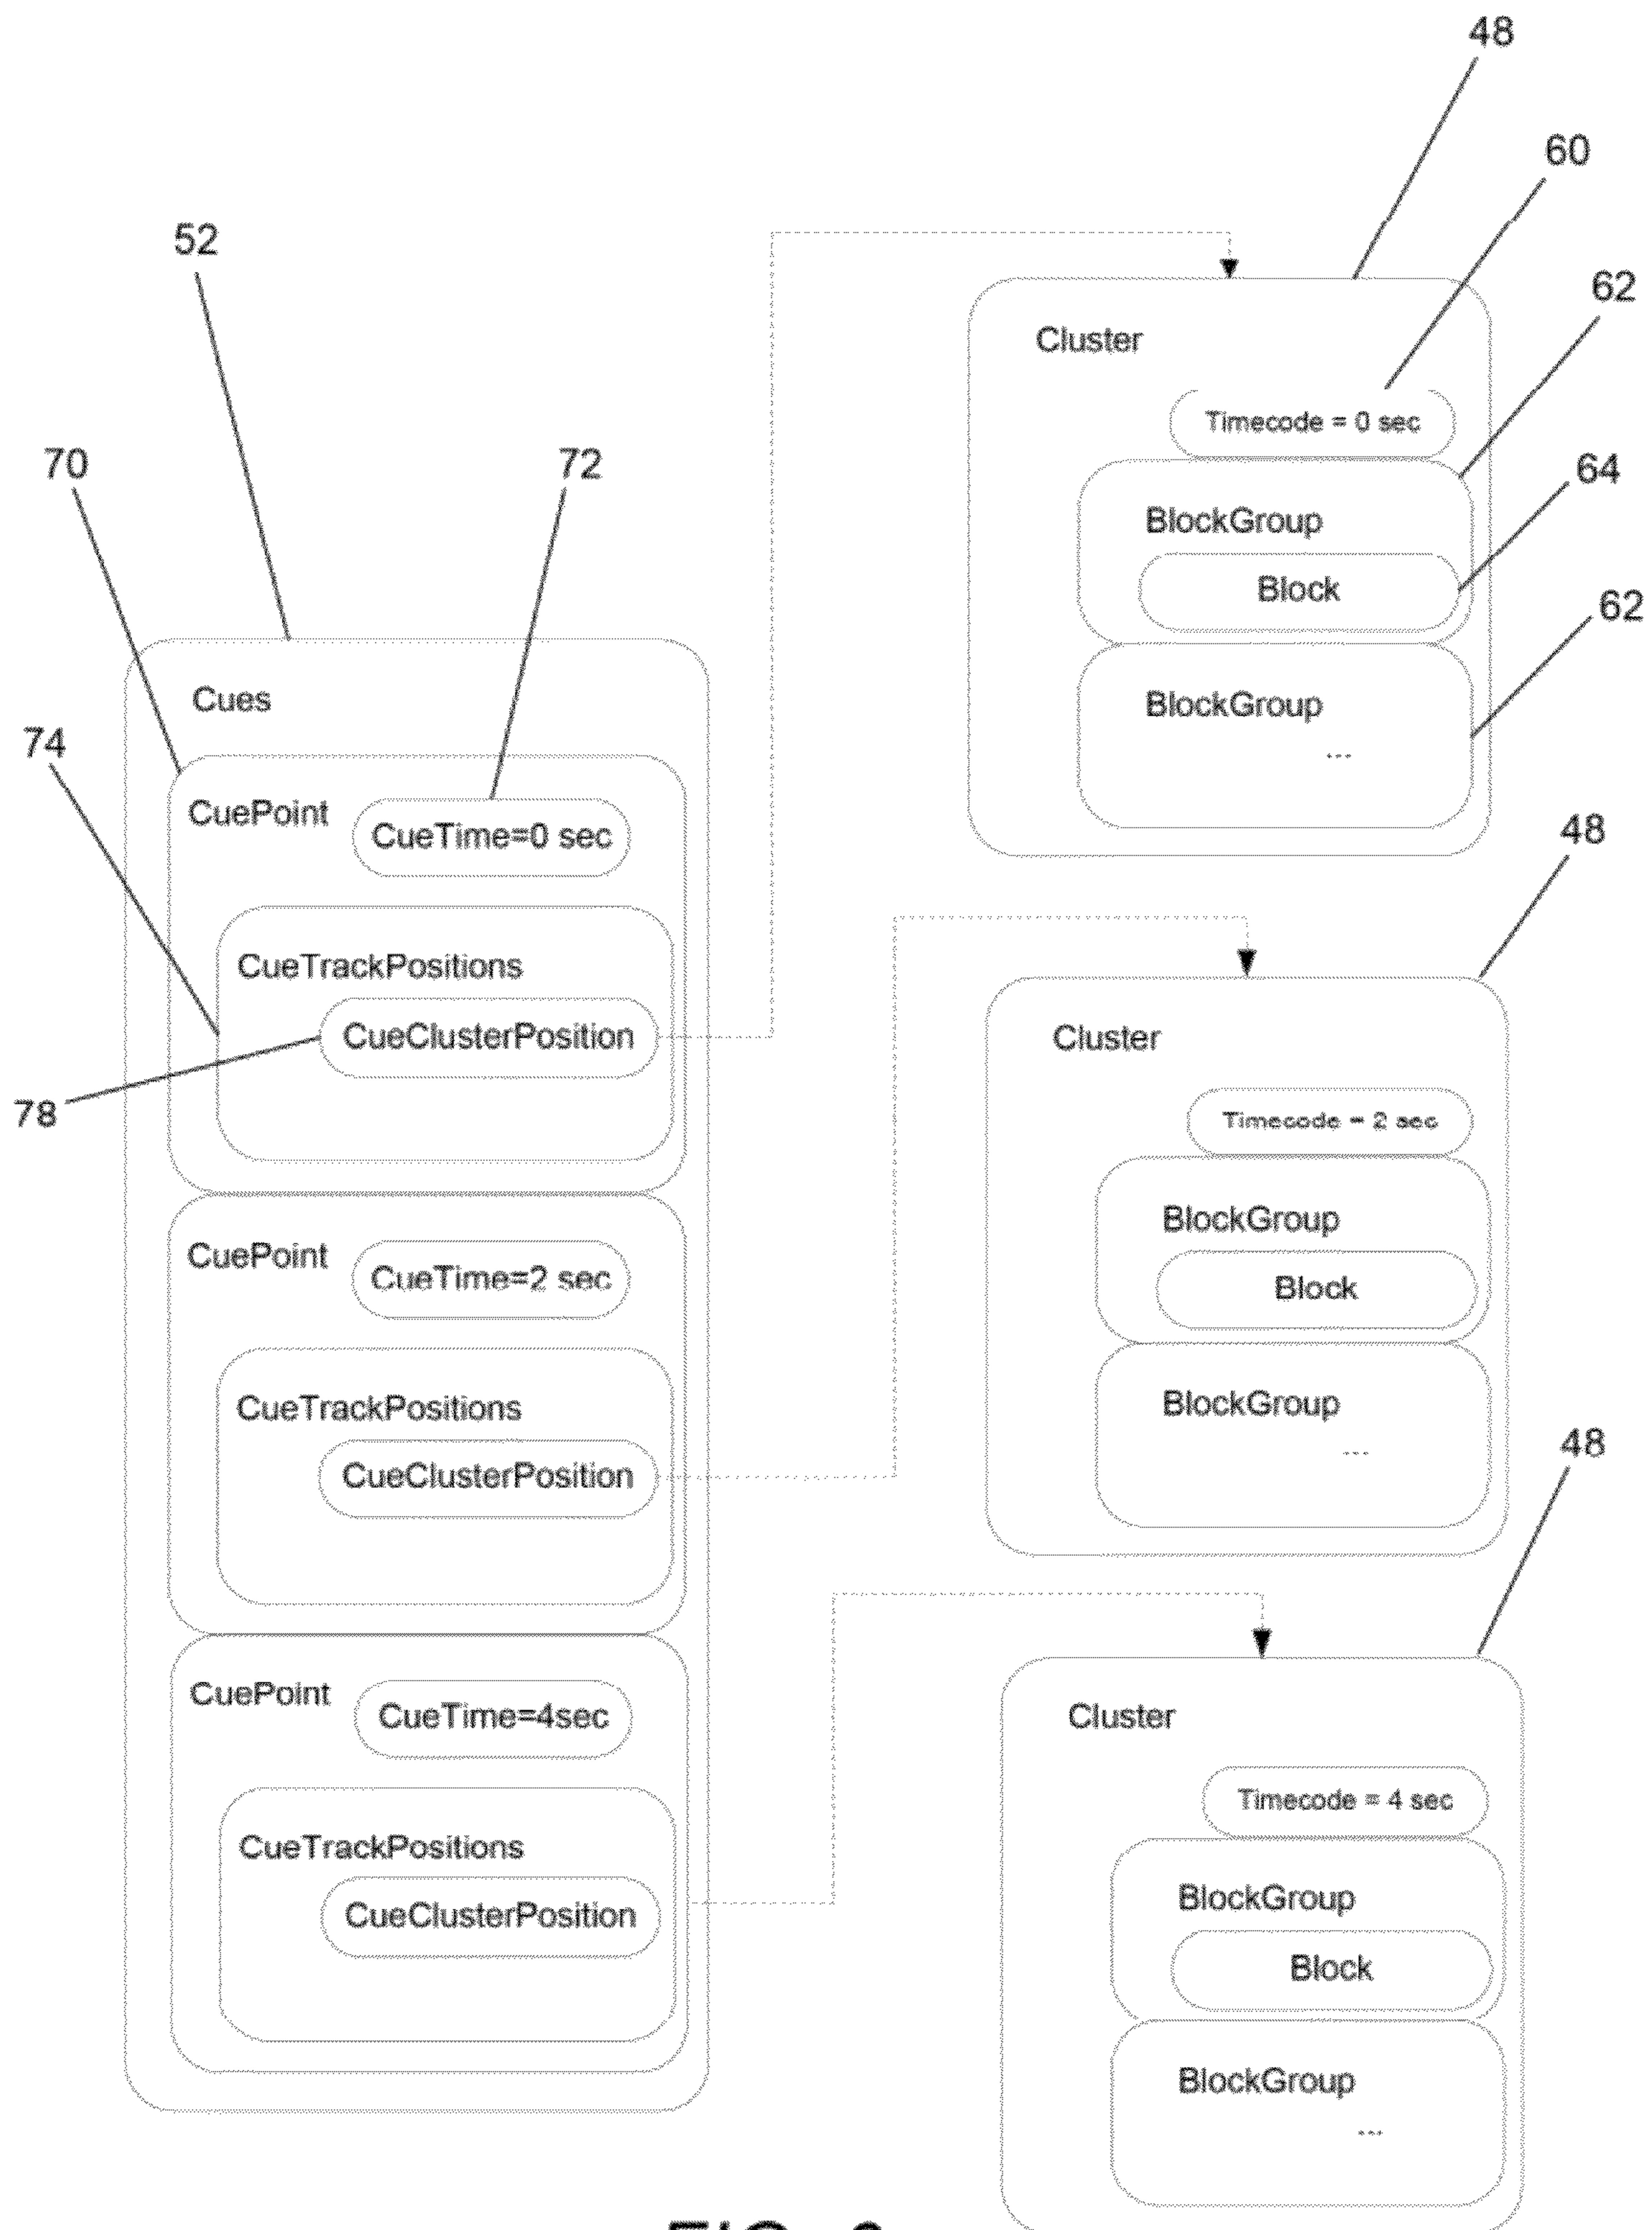 48
60
52
62
Cluster
Timecode = 0 sec
70
72
64
BlockGroup
Block
62
Cues
BlockGroup
...
74
CuePoint
CueTime=0 sec
48
CueTrackPositions
CueClusterPosition
78
Cluster
Timecode = 2 sec
BlockGroup
CuePoint
CueTime=2 sec
Block
CueTrackPositions
BlockGroup
...
CueClusterPosition
48
CuePoint
CueTime=4sec
Cluster
Timecode = 4 sec
CueTrackPositions
BlockGroup
CueClusterPosition
Block
BlockGroup
...